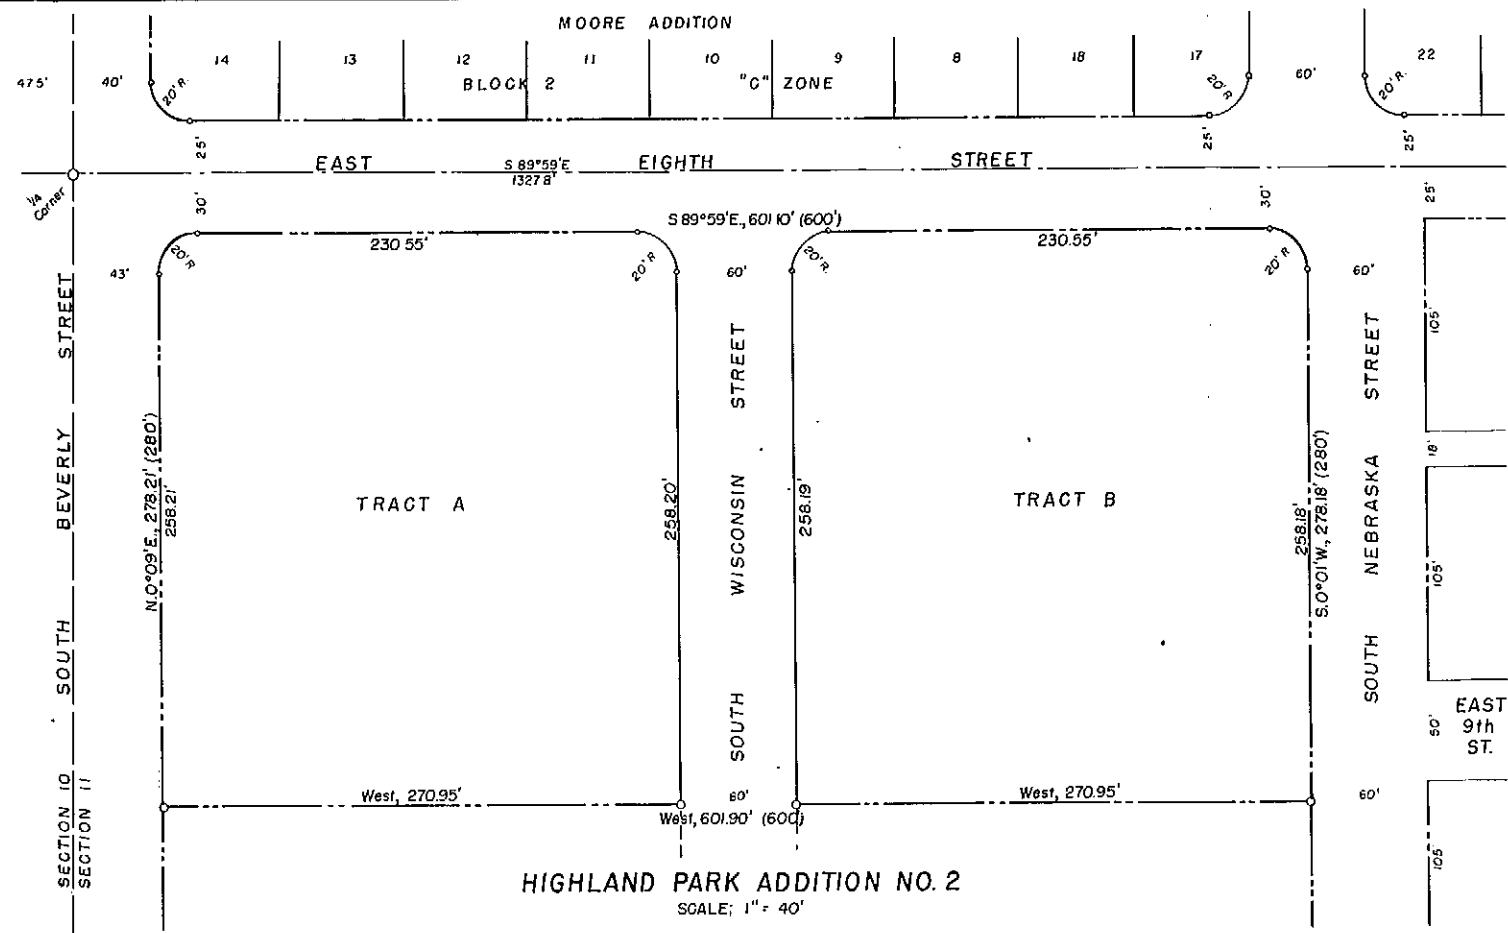 MOORE ADDITION
14 13 12 11 10 9 8 18 17 22
475' 40' 20' R. BLOCK 2 "C" ZONE 20' R 60' 20' R.
25' 25' 25'
EAST S 89°59'E EIGHTH STREET
1327.8'
1/4 Corner
30' 30' 25'
S 89°59'E., 601.10' (600')
230.55' 230.55'
43' 20' R 20' R 60' 20' R. 20' R 60'
SOUTH BEVERLY STREET
N.0°09'E., 278.21' (280')
258.21'
TRACT A
258.20'
SOUTH WISCONSIN STREET
258.19'
TRACT B
258.18'
S.0°01'W., 278.18' (280')
SOUTH NEBRASKA STREET
105'
18'
105'
50'
EAST
9th
ST.
105'
West, 270.95' 60' West, 270.95' 60'
West, 601.90' (600)
SECTION 10
SECTION 11
HIGHLAND PARK ADDITION NO. 2
SCALE; 1" = 40'